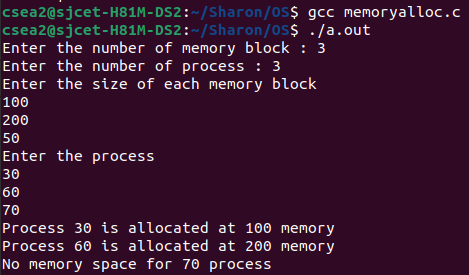 csea2@sjcet-H81M-DS2:~/Sharon/OS$ gcc memoryalloc.c
csea2@sjcet-H81M-DS2:~/Sharon/OS$ ./a.out
Enter the number of memory block : 3
Enter the number of process : 3
Enter the size of each memory block
100
200
50
Enter the process
30
60
70
Process 30 is allocated at 100 memory
Process 60 is allocated at 200 memory
No memory space for 70 process